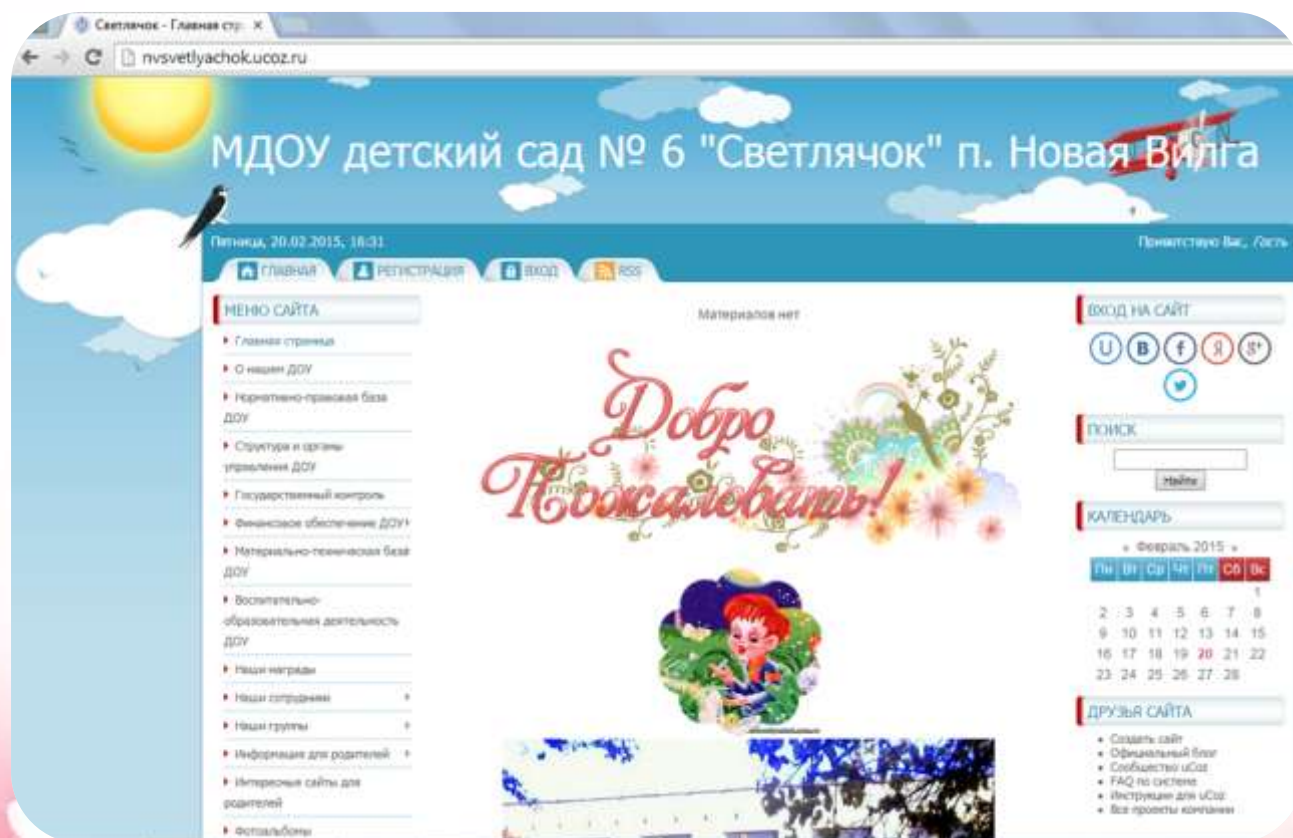 Светлячок - Главная стр
nvsvetlyachok.ucoz.ru
МДОУ детский сад № 6 "Светлячок" п. Новая Вилга
Пятница, 20.02.2015, 16:31
Приветствую Вас, Гость
ГЛАВНАЯ РЕГИСТРАЦИЯ ВХОД RSS
МЕНЮ САЙТА
Главная страница
О нашем ДОУ
Нормативно-правовая база
ДОУ
Структура и органы
управления ДОУ
Государственный контроль
Финансовое обеспечение ДОУ
Материально-техническая база
ДОУ
Воспитательно-
образовательная деятельность
ДОУ
Наши награды
Наши сотрудники
Наши группы
Информация для родителей
Интересные сайты для
родителей
Фотоальбомы
Материалов нет
Добро
Пожаловать!
ВХОД НА САЙТ
ПОИСК
Найти
КАЛЕНДАРЬ
« Февраль 2015 »
Пн Вт Ср Чт Пт Сб Вс
1
2 3 4 5 6 7 8
9 10 11 12 13 14 15
16 17 18 19 20 21 22
23 24 25 26 27 28
ДРУЗЬЯ САЙТА
Создать сайт
Официальный блог
Сообщество uCoz
FAQ по системе
Инструкции для uCoz
Все проекты компании